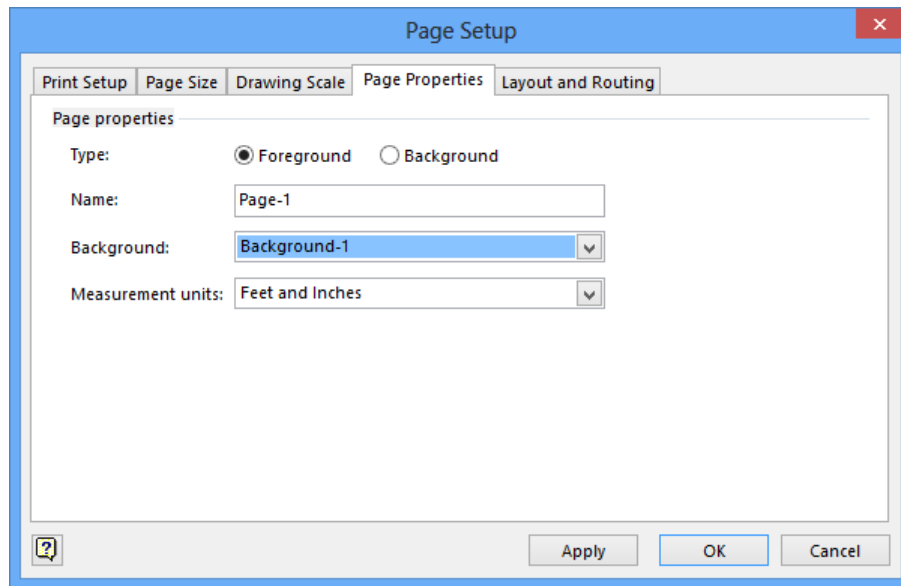 Page Setup
Print Setup Page Size Drawing Scale Page Properties Layout and Routing
Page properties
Type: Foreground Background
Name: Page-1
Background: Background-1
Measurement units: Feet and Inches
Apply OK Cancel